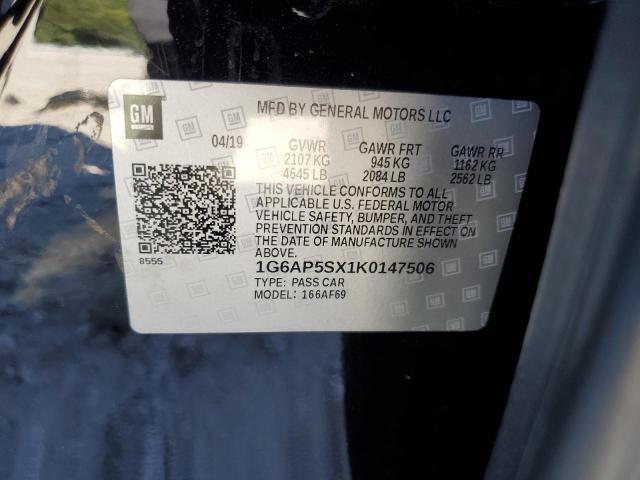 GM
MFD BY GENERAL MOTORS LLC
04/19 GVWR GAWR FRT GAWR RR
2107 KG 945 KG 1162 KG
4645 LB 2084 LB 2562 LB
THIS VEHICLE CONFORMS TO ALL
APPLICABLE U.S. FEDERAL MOTOR
VEHICLE SAFETY, BUMPER, AND THEFT
PREVENTION STANDARDS IN EFFECT ON
THE DATE OF MANUFACTURE SHOWN
ABOVE.
8555
1G6AP5SX1K0147506
TYPE: PASS CAR
MODEL: 166AF69